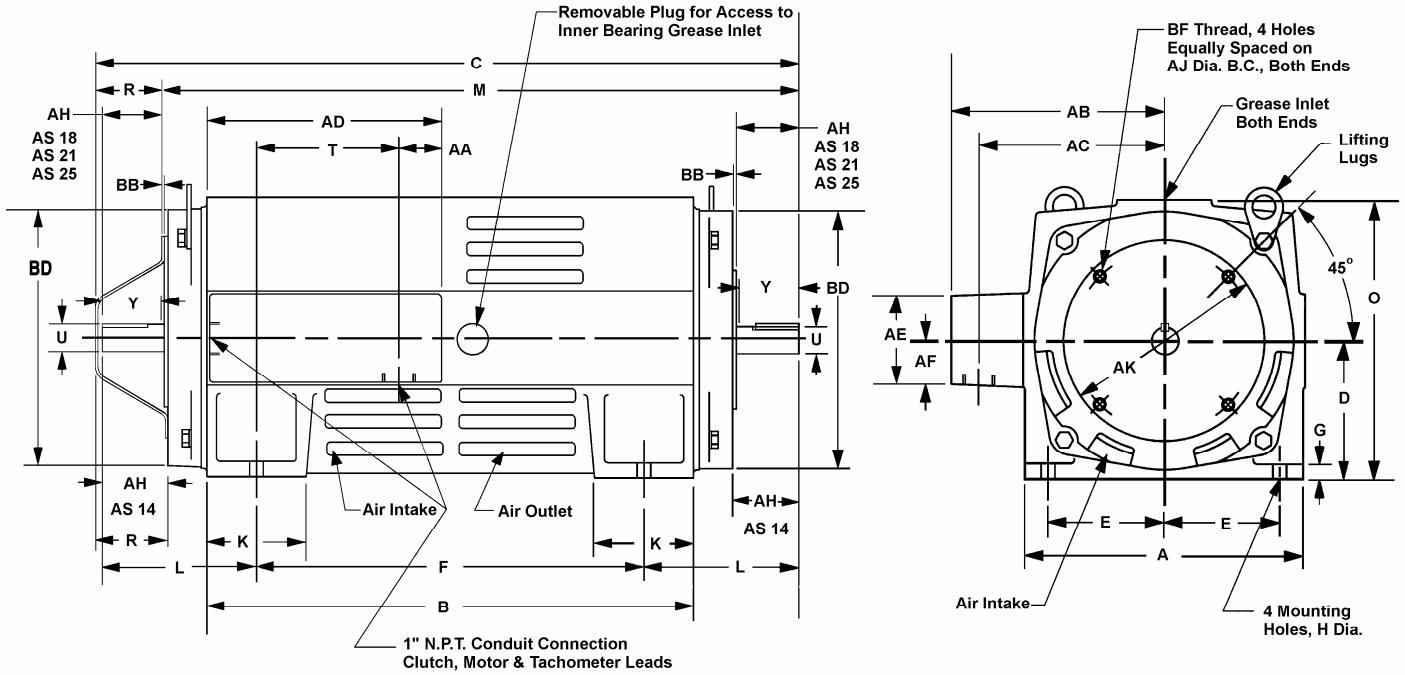 Removable Plug for Access to
Inner Bearing Grease Inlet
C
R
M
AH
AS 18
AS 21
AS 25
AD
T
AA
BB
BB
AH
AS 18
AS 21
AS 25
BD
Y
U
Y
BD
U
AH
AS 14
R
K
Air Intake
Air Outlet
K
AH
AS 14
L
F
L
B
1" N.P.T. Conduit Connection
Clutch, Motor & Tachometer Leads
BF Thread, 4 Holes
Equally Spaced on
AJ Dia. B.C., Both Ends
AB
Grease Inlet
Both Ends
AC
Lifting
Lugs
45°
O
AE
AF
AK
D
G
E
E
A
Air Intake
4 Mounting
Holes, H Dia.